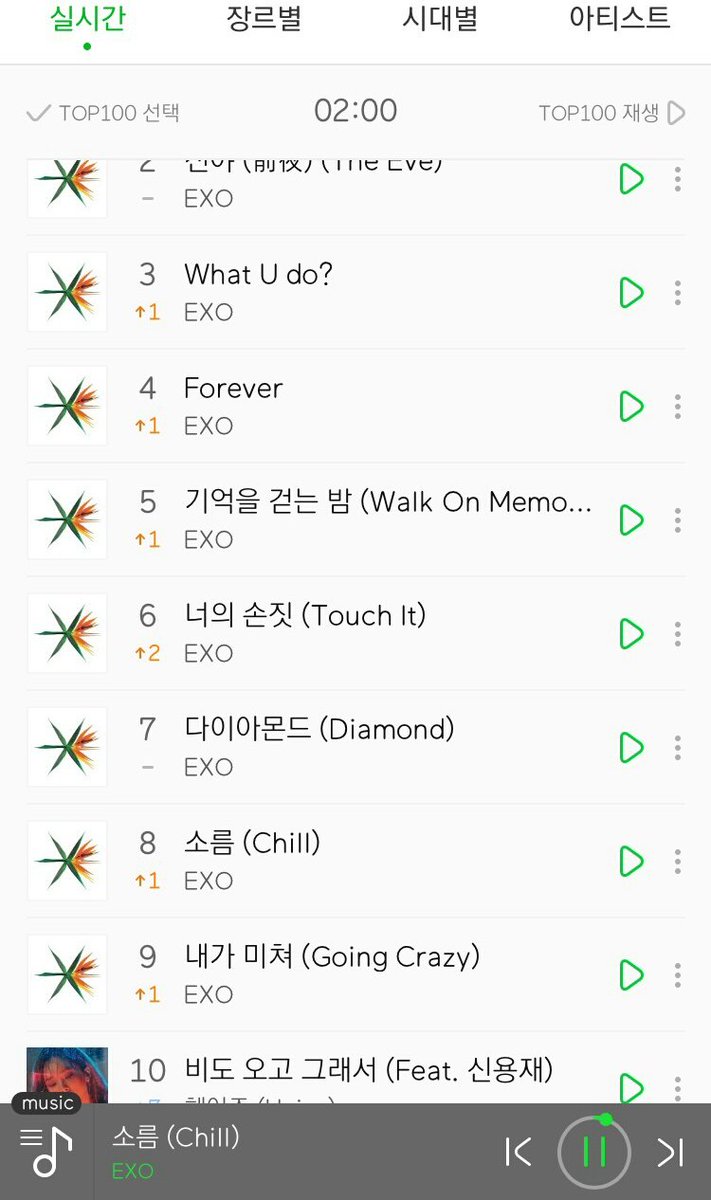 실시간 장르별 시대별 아티스트
TOP100 선택 02:00 TOP100 재생
2 전야 (前夜) (The Eve)
– EXO
3 What U do?
↑1 EXO
4 Forever
↑1 EXO
5 기억을 걷는 밤 (Walk On Memo...
↑1 EXO
6 너의 손짓 (Touch It)
↑2 EXO
7 다이아몬드 (Diamond)
– EXO
8 소름 (Chill)
↑1 EXO
9 내가 미쳐 (Going Crazy)
↑1 EXO
10 비도 오고 그래서 (Feat. 신용재)
music
소름 (Chill)
EXO